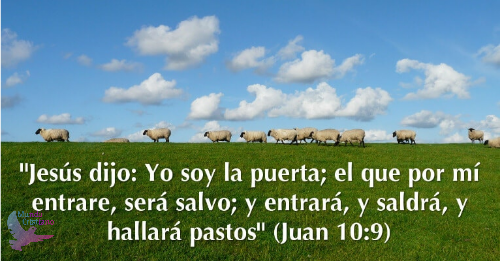 "Jesús dijo: Yo soy la puerta; el que por mí
entrare, será salvo; y entrará, y saldrá, y
hallará pastos" (Juan 10:9)